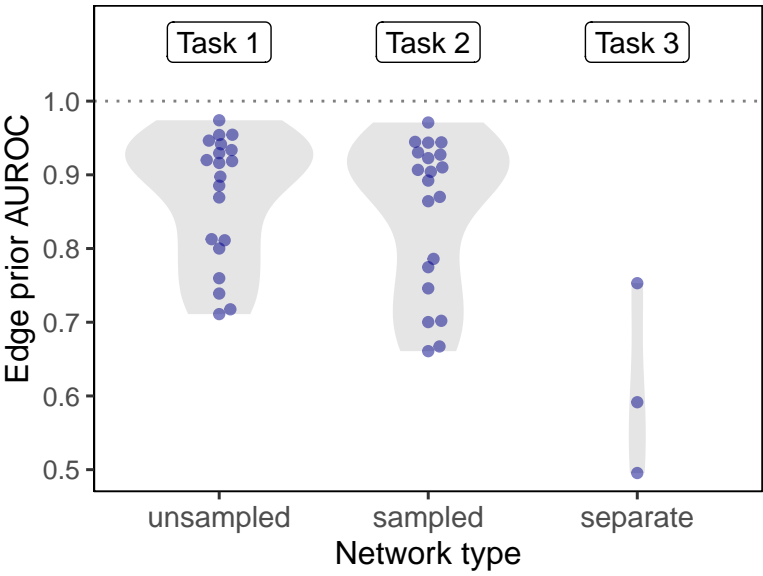 Task 1 Task 2 Task 3
1.0
0.9
0.8
0.7
0.6
0.5
Edge prior AUROC
unsampled sampled separate
Network type